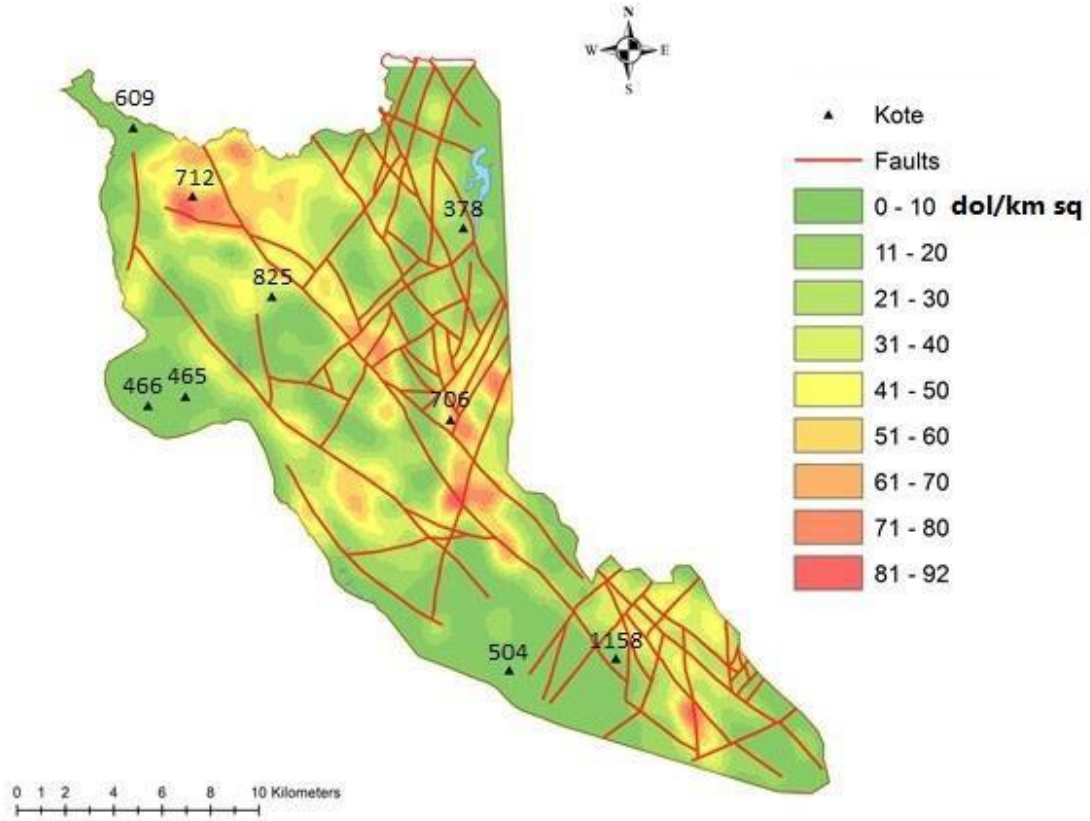 N
W E
S
609
712
378
825
466 465
706
504
1158
Kote
Faults
0 - 10 dol/km sq
11 - 20
21 - 30
31 - 40
41 - 50
51 - 60
61 - 70
71 - 80
81 - 92
0 1 2 4 6 8 10 Kilometers